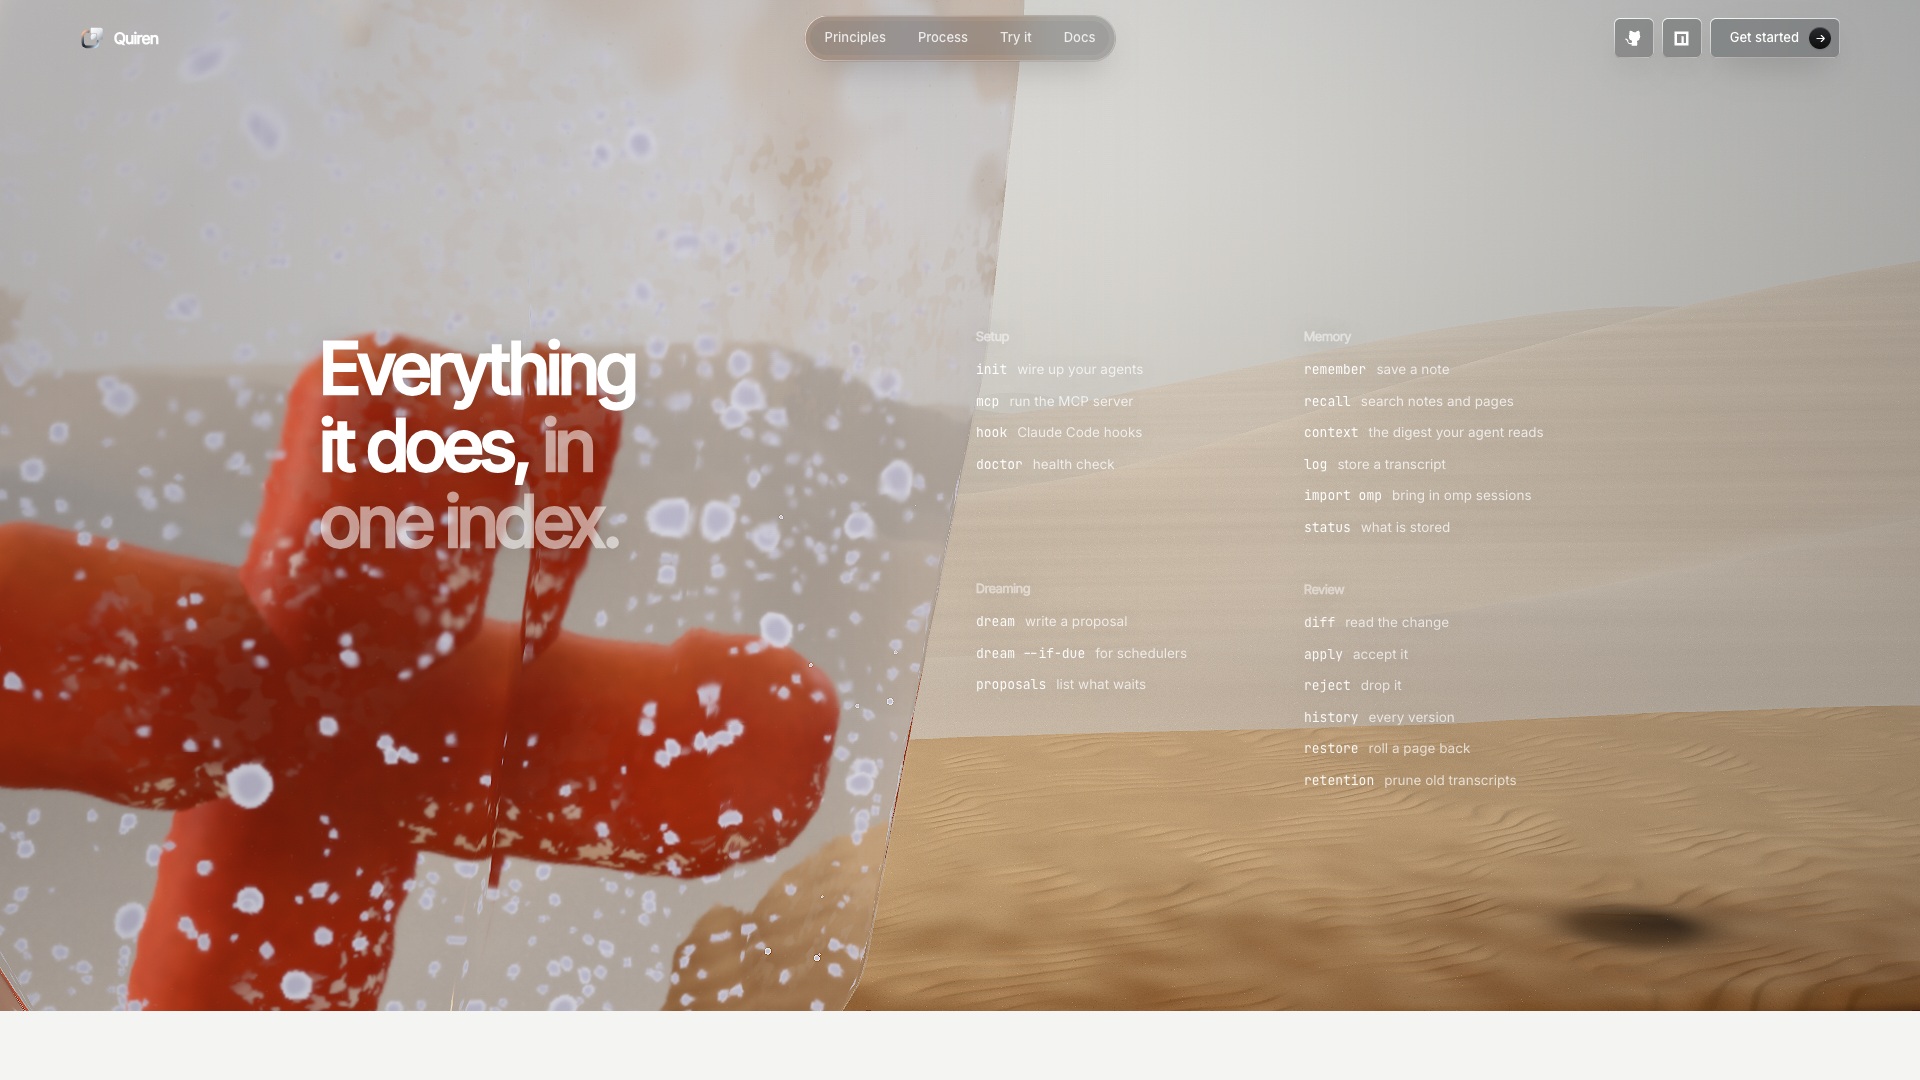 Quiren
Principles
Process
Try it
Docs
Get started
Everything
it does, in
one index.
Setup
init wire up your agents
mcp run the MCP server
hook Claude Code hooks
doctor health check
Memory
remember save a note
recall search notes and pages
context the digest your agent reads
log store a transcript
import omp bring in omp sessions
status what is stored
Dreaming
dream write a proposal
dream --if-due for schedulers
proposals list what waits
Review
diff read the change
apply accept it
reject drop it
history every version
restore roll a page back
retention prune old transcripts